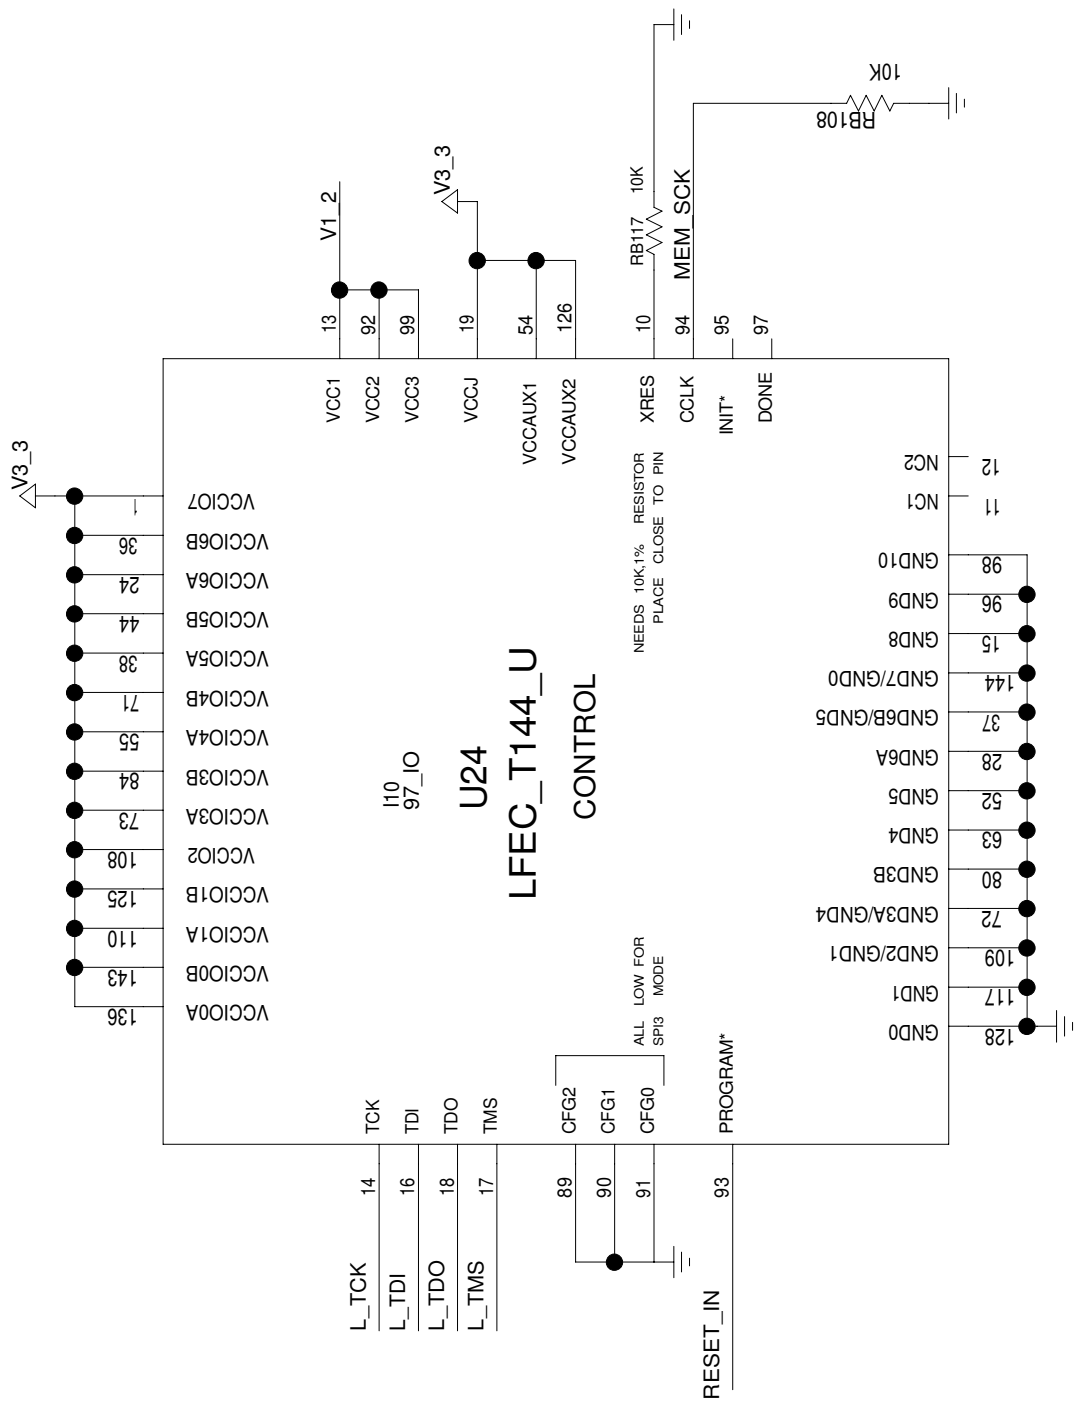 V3_3
1
VCCIO7
36
VCCIO6B
24
VCCIO6A
44
VCCIO5B
38
VCCIO5A
71
VCCIO4B
55
VCCIO4A
84
VCCIO3B
73
VCCIO3A
108
VCCIO2
125
VCCIO1B
110
VCCIO1A
143
VCCIO0B
136
VCCIO0A
V1_2
13
VCC1
92
VCC2
99
VCC3
V3_3
19
VCCJ
54
VCCAUX1
126
VCCAUX2
RB117
10K
10
XRES
MEM_SCK
94
CCLK
RB108
10K
95
INIT*
97
DONE
NEEDS 10K,1% RESISTOR
PLACE CLOSE TO PIN
I10
97_IO
U24
LFEC_T144_U
CONTROL
L_TCK
14
TCK
L_TDI
16
TDI
L_TDO
18
TDO
L_TMS
17
TMS
89
CFG2
90
CFG1
91
CFG0
ALL LOW FOR
SPI3 MODE
RESET_IN
93
PROGRAM*
NC2
12
NC1
11
GND10
98
GND9
96
GND8
15
GND7/GND0
144
GND6B/GND5
37
GND6A
28
GND5
52
GND4
63
GND3B
80
GND3A/GND4
72
GND2/GND1
109
GND1
117
GND0
128